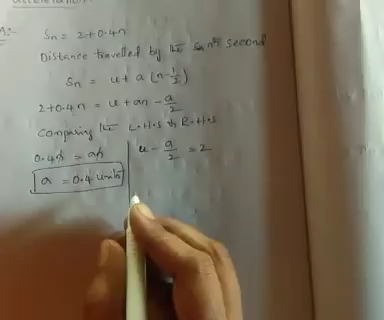 acceleration.
A:- Sn = 2+0.4n
Distance travelled by the nth second
Sn = u + a (n - 1/2)
2+0.4n = u + an - a/2
Comparing the L.H.S & R.H.S
0.4n = an
u - a/2 = 2
a = 0.4 units